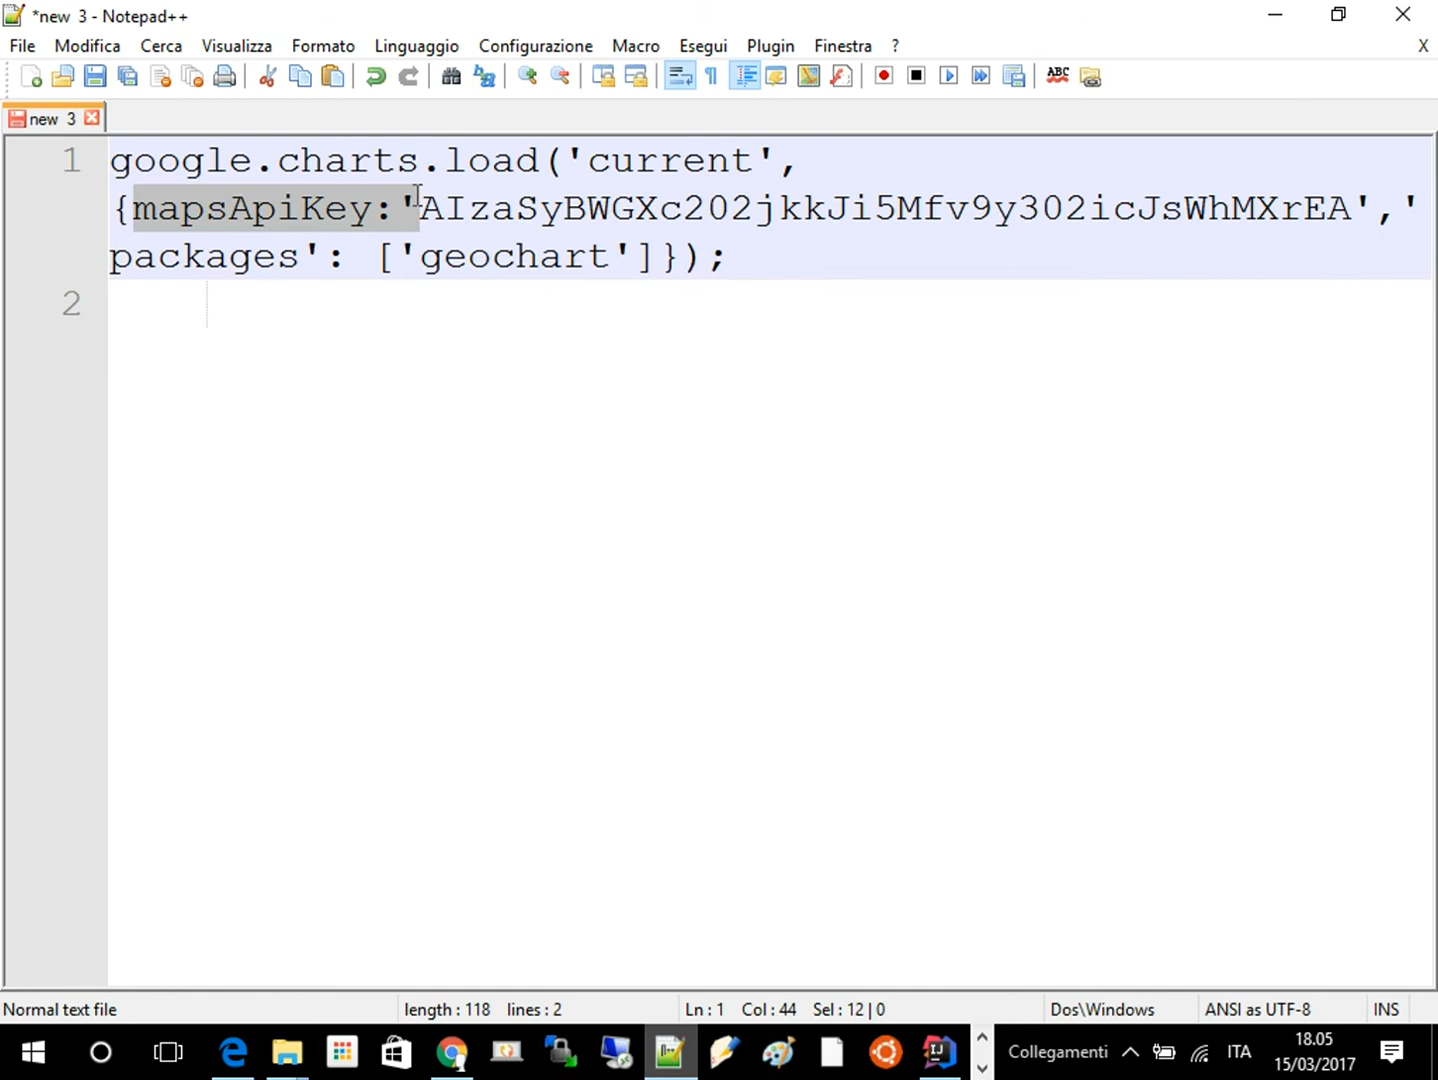 *new 3 - Notepad++
File Modifica Cerca Visualizza Formato Linguaggio Configurazione Macro Esegui Plugin Finestra ? X
ABC
new 3
1 google.charts.load('current',
{mapsApiKey:'AIzaSyBWGXc202jkkJi5Mfv9y302icJsWhMXrEA','
packages': ['geochart']});
2
Normal text file length : 118 lines : 2 Ln : 1 Col : 44 Sel : 12 | 0 Dos\Windows ANSI as UTF-8 INS
Collegamenti ITA 18.05
15/03/2017